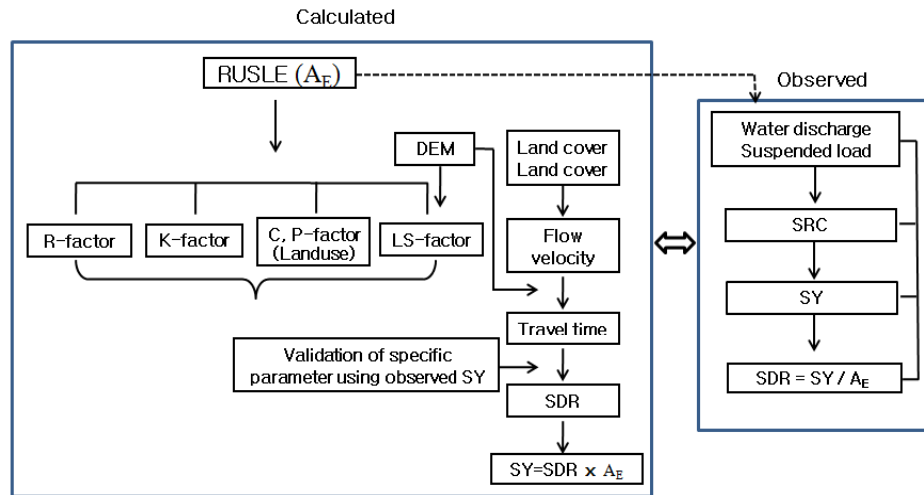 Calculated
RUSLE (A_E)
Observed
Water discharge
Suspended load
DEM
Land cover
Land cover
R-factor
K-factor
C, P-factor
(Landuse)
LS-factor
Flow
velocity
SRC
SY
Travel time
Validation of specific
parameter using observed SY
SDR
SDR = SY / A_E
SY=SDR x A_E